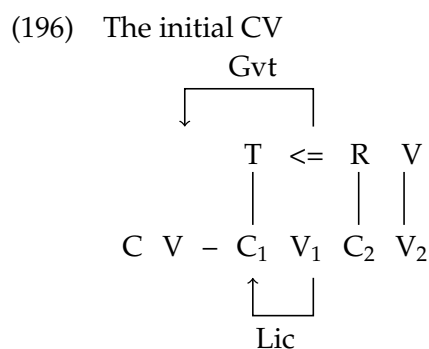 (196) The initial CV
Gvt
T <= R V
C V – C₁ V₁ C₂ V₂
Lic